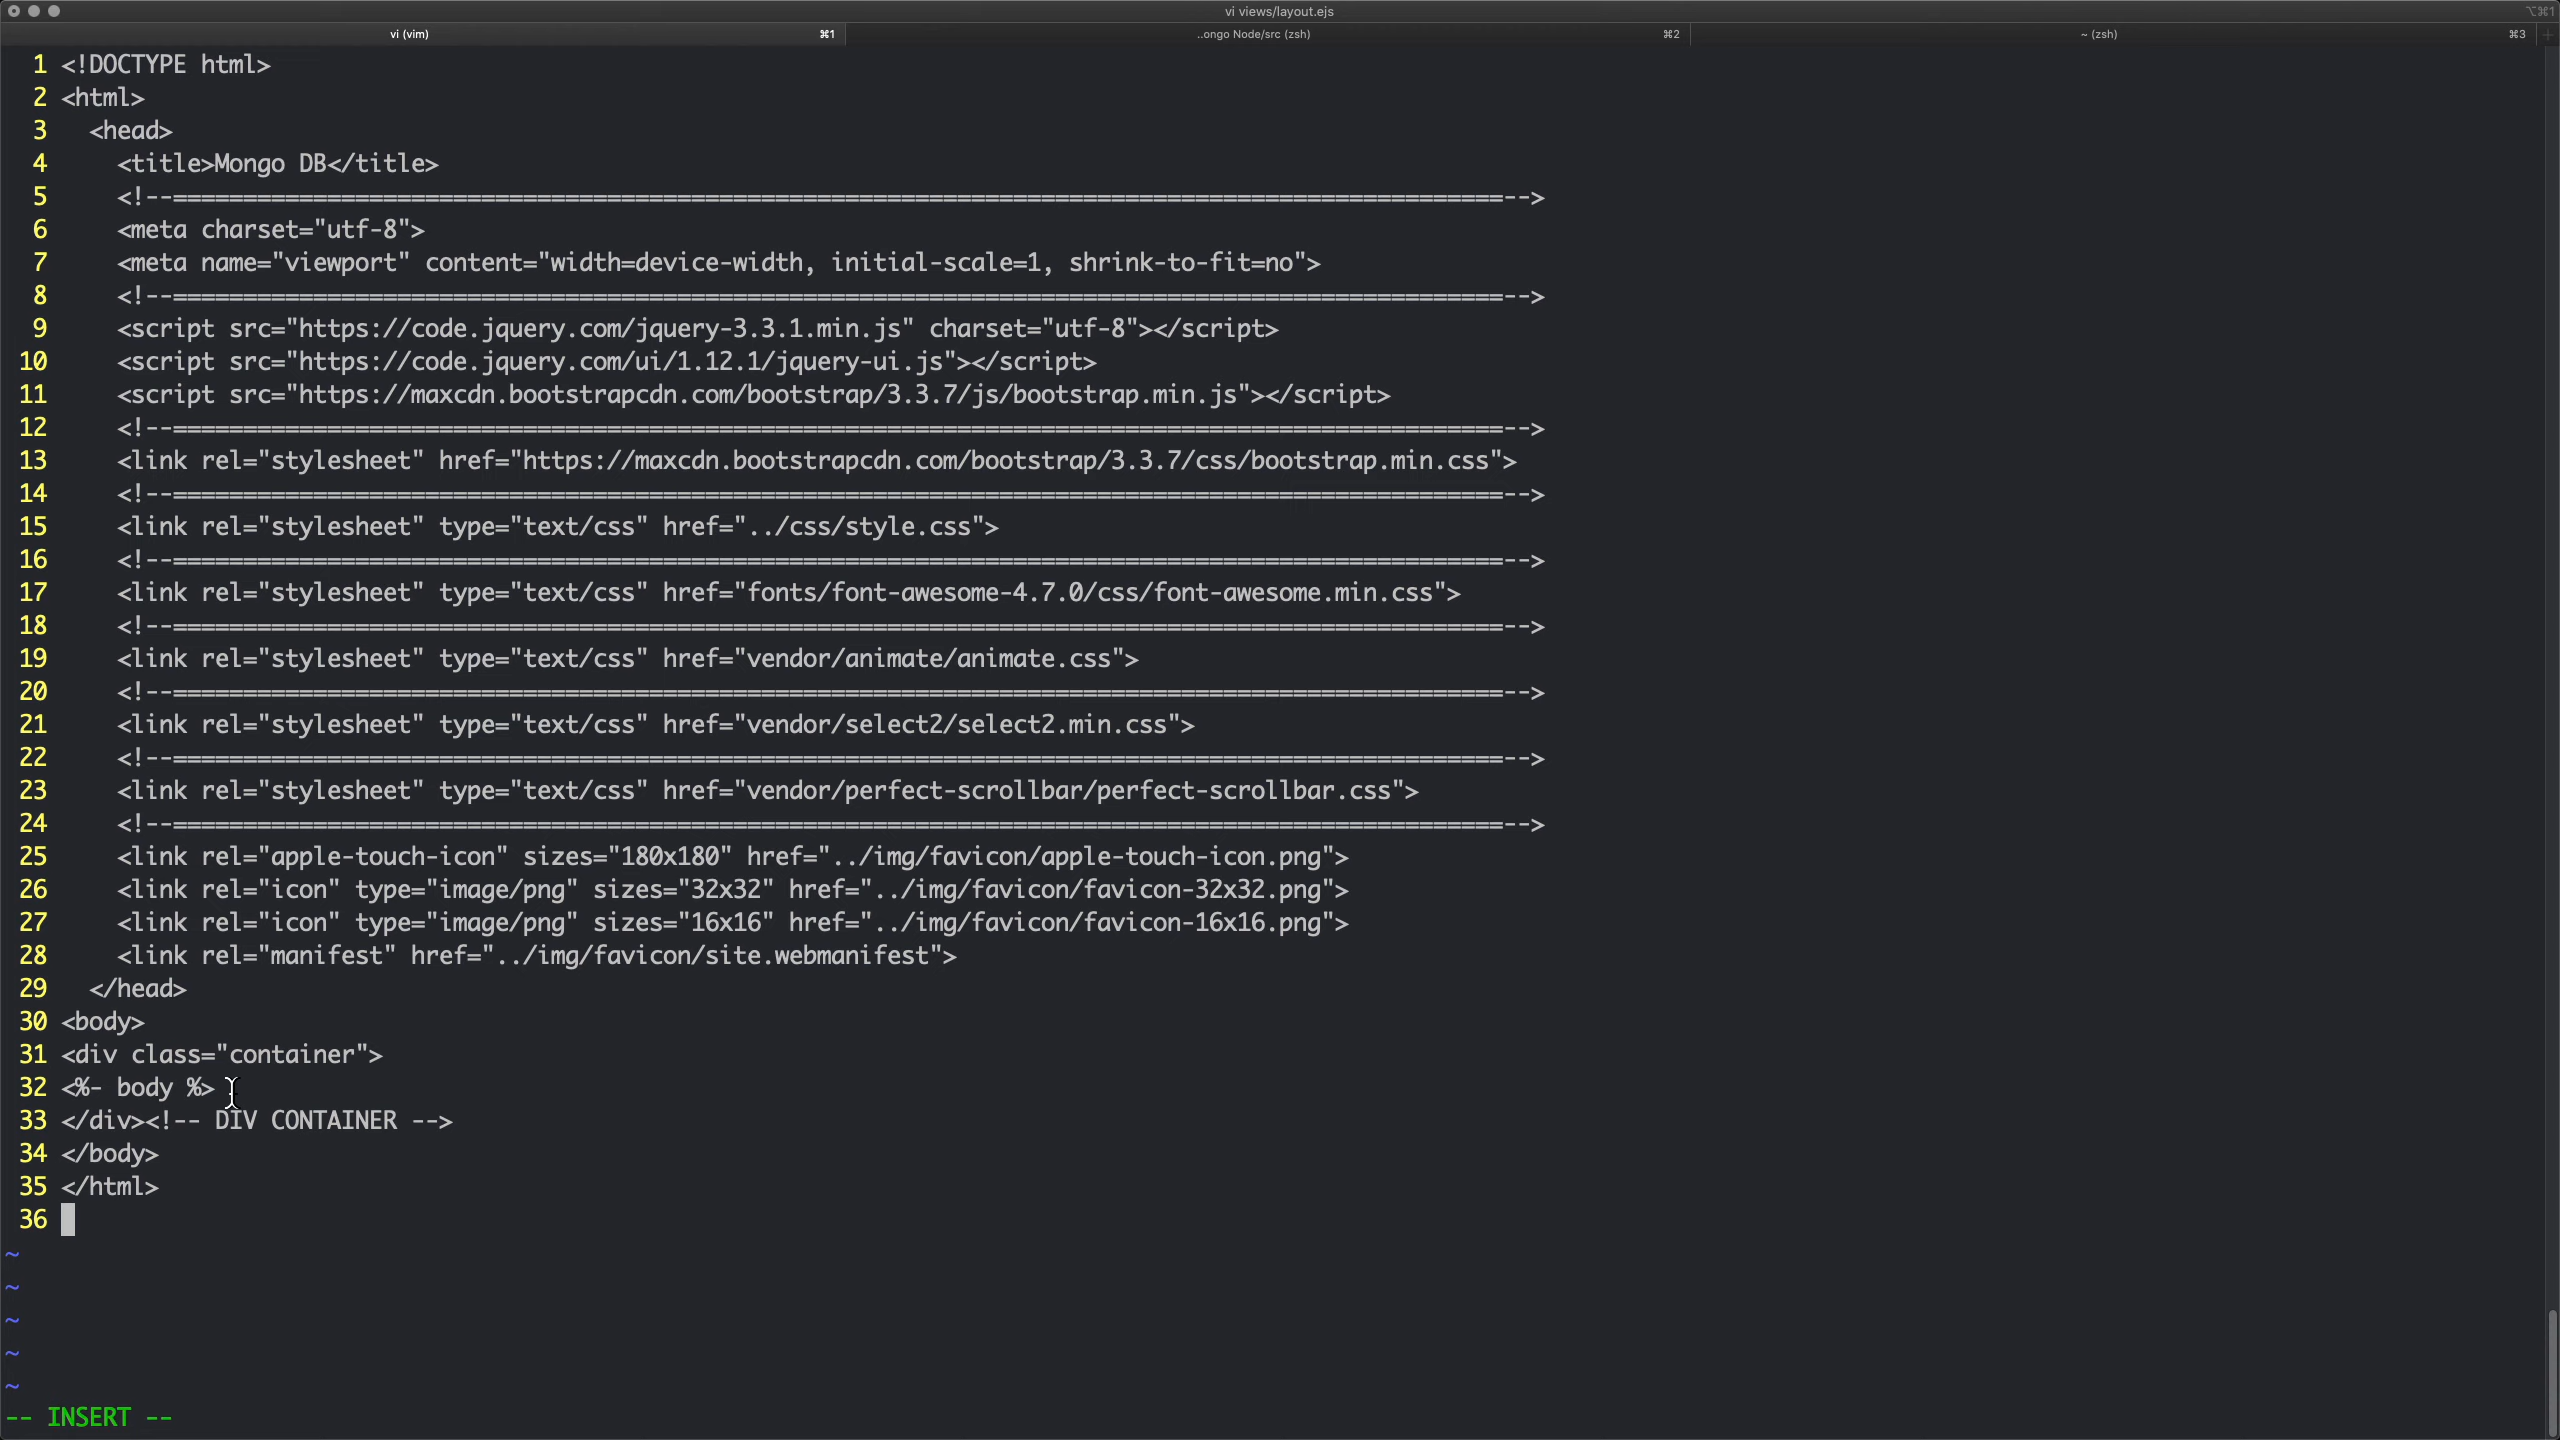 vi views/layout.ejs
⌥⌘1
vi (vim) ⌘1 ..ongo Node/src (zsh) ⌘2 ~ (zsh) ⌘3 +
1 <!DOCTYPE html>
2 <html>
3   <head>
4     <title>Mongo DB</title>
5     <!--===============================================================================================-->
6     <meta charset="utf-8">
7     <meta name="viewport" content="width=device-width, initial-scale=1, shrink-to-fit=no">
8     <!--===============================================================================================-->
9     <script src="https://code.jquery.com/jquery-3.3.1.min.js" charset="utf-8"></script>
10     <script src="https://code.jquery.com/ui/1.12.1/jquery-ui.js"></script>
11     <script src="https://maxcdn.bootstrapcdn.com/bootstrap/3.3.7/js/bootstrap.min.js"></script>
12     <!--===============================================================================================-->
13     <link rel="stylesheet" href="https://maxcdn.bootstrapcdn.com/bootstrap/3.3.7/css/bootstrap.min.css">
14     <!--===============================================================================================-->
15     <link rel="stylesheet" type="text/css" href="../css/style.css">
16     <!--===============================================================================================-->
17     <link rel="stylesheet" type="text/css" href="fonts/font-awesome-4.7.0/css/font-awesome.min.css">
18     <!--===============================================================================================-->
19     <link rel="stylesheet" type="text/css" href="vendor/animate/animate.css">
20     <!--===============================================================================================-->
21     <link rel="stylesheet" type="text/css" href="vendor/select2/select2.min.css">
22     <!--===============================================================================================-->
23     <link rel="stylesheet" type="text/css" href="vendor/perfect-scrollbar/perfect-scrollbar.css">
24     <!--===============================================================================================-->
25     <link rel="apple-touch-icon" sizes="180x180" href="../img/favicon/apple-touch-icon.png">
26     <link rel="icon" type="image/png" sizes="32x32" href="../img/favicon/favicon-32x32.png">
27     <link rel="icon" type="image/png" sizes="16x16" href="../img/favicon/favicon-16x16.png">
28     <link rel="manifest" href="../img/favicon/site.webmanifest">
29   </head>
30 <body>
31 <div class="container">
32 <%- body %>
33 </div><!-- DIV CONTAINER -->
34 </body>
35 </html>
36
~
~
~
~
~
-- INSERT --